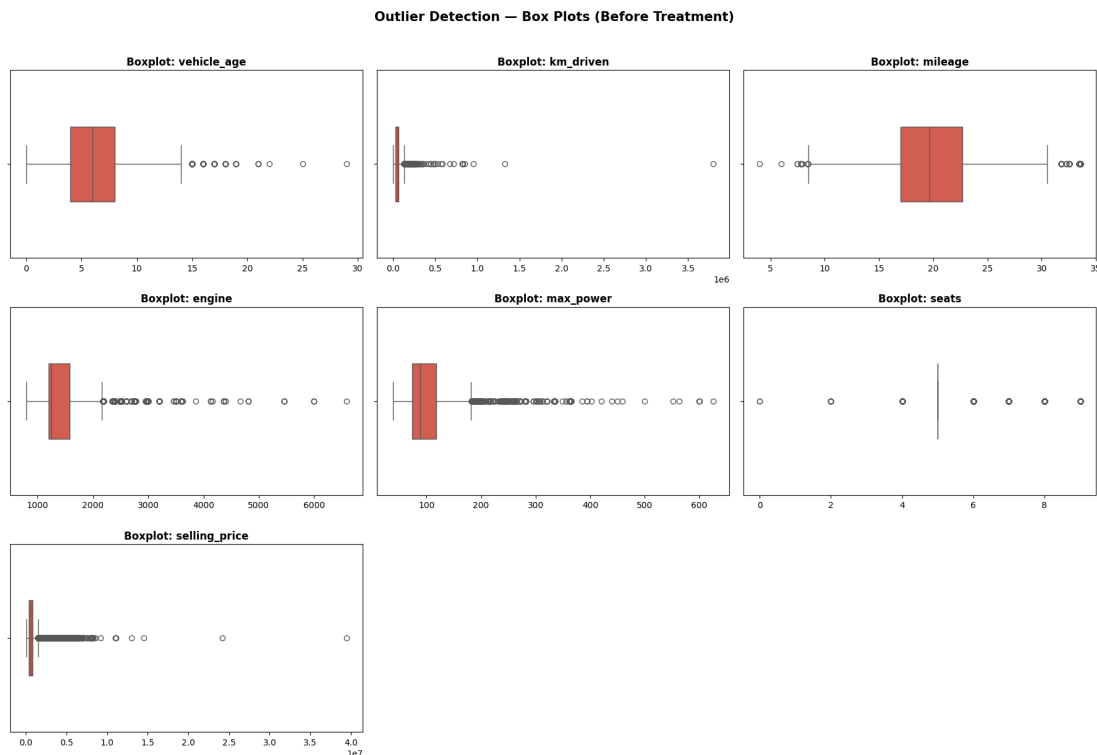 Outlier Detection — Box Plots (Before Treatment)
Boxplot: vehicle_age
0 5 10 15 20 25 30
Boxplot: km_driven
0.0 0.5 1.0 1.5 2.0 2.5 3.0 3.5
1e6
Boxplot: mileage
5 10 15 20 25 30 35
Boxplot: engine
1000 2000 3000 4000 5000 6000
Boxplot: max_power
100 200 300 400 500 600
Boxplot: seats
0 2 4 6 8
Boxplot: selling_price
0.0 0.5 1.0 1.5 2.0 2.5 3.0 3.5 4.0
1e7